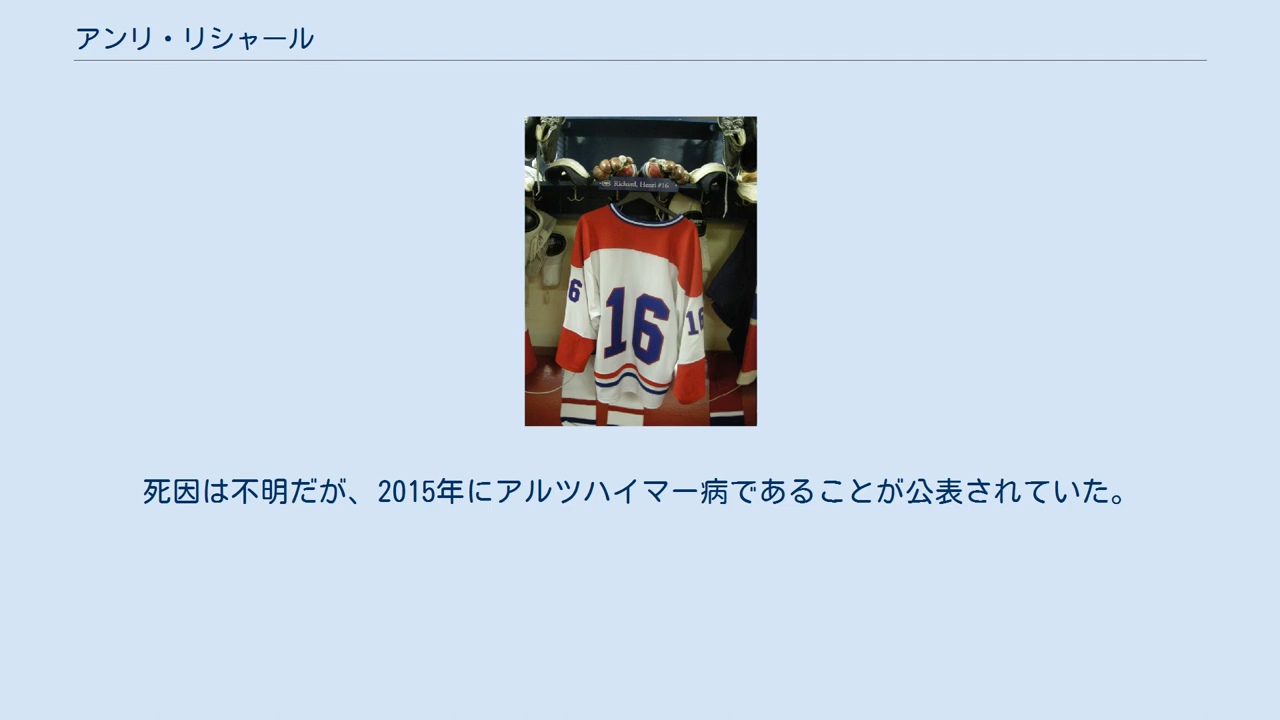 アンリ・リシャール
Richard, Henri #16
6
16
16
死因は不明だが、2015年にアルツハイマー病であることが公表されていた。